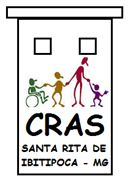 CRAS
SANTA RITA DE
IBITIPOCA - MG